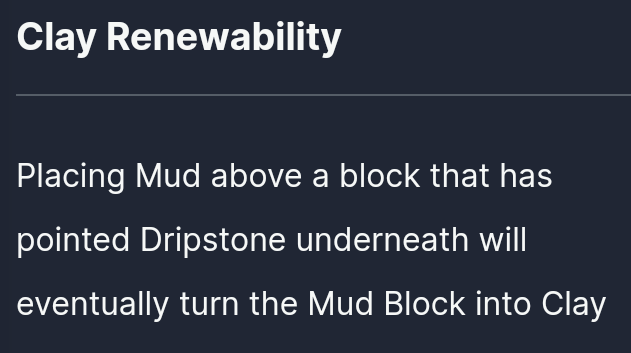 Clay Renewability
Placing Mud above a block that has
pointed Dripstone underneath will
eventually turn the Mud Block into Clay